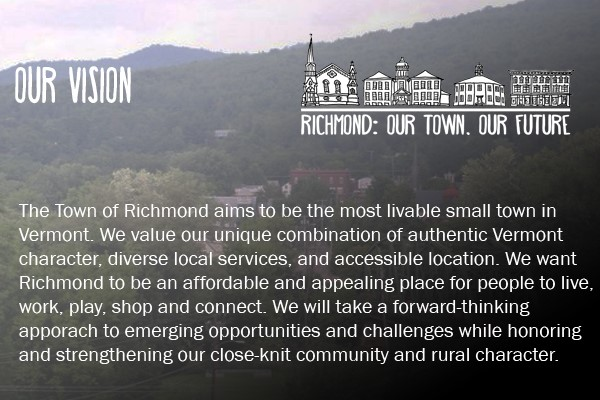 OUR VISION
RICHMOND: OUR TOWN. OUR FUTURE
The Town of Richmond aims to be the most livable small town in
Vermont. We value our unique combination of authentic Vermont
character, diverse local services, and accessible location. We want
Richmond to be an affordable and appealing place for people to live,
work, play, shop and connect. We will take a forward-thinking
apporach to emerging opportunities and challenges while honoring
and strengthening our close-knit community and rural character.